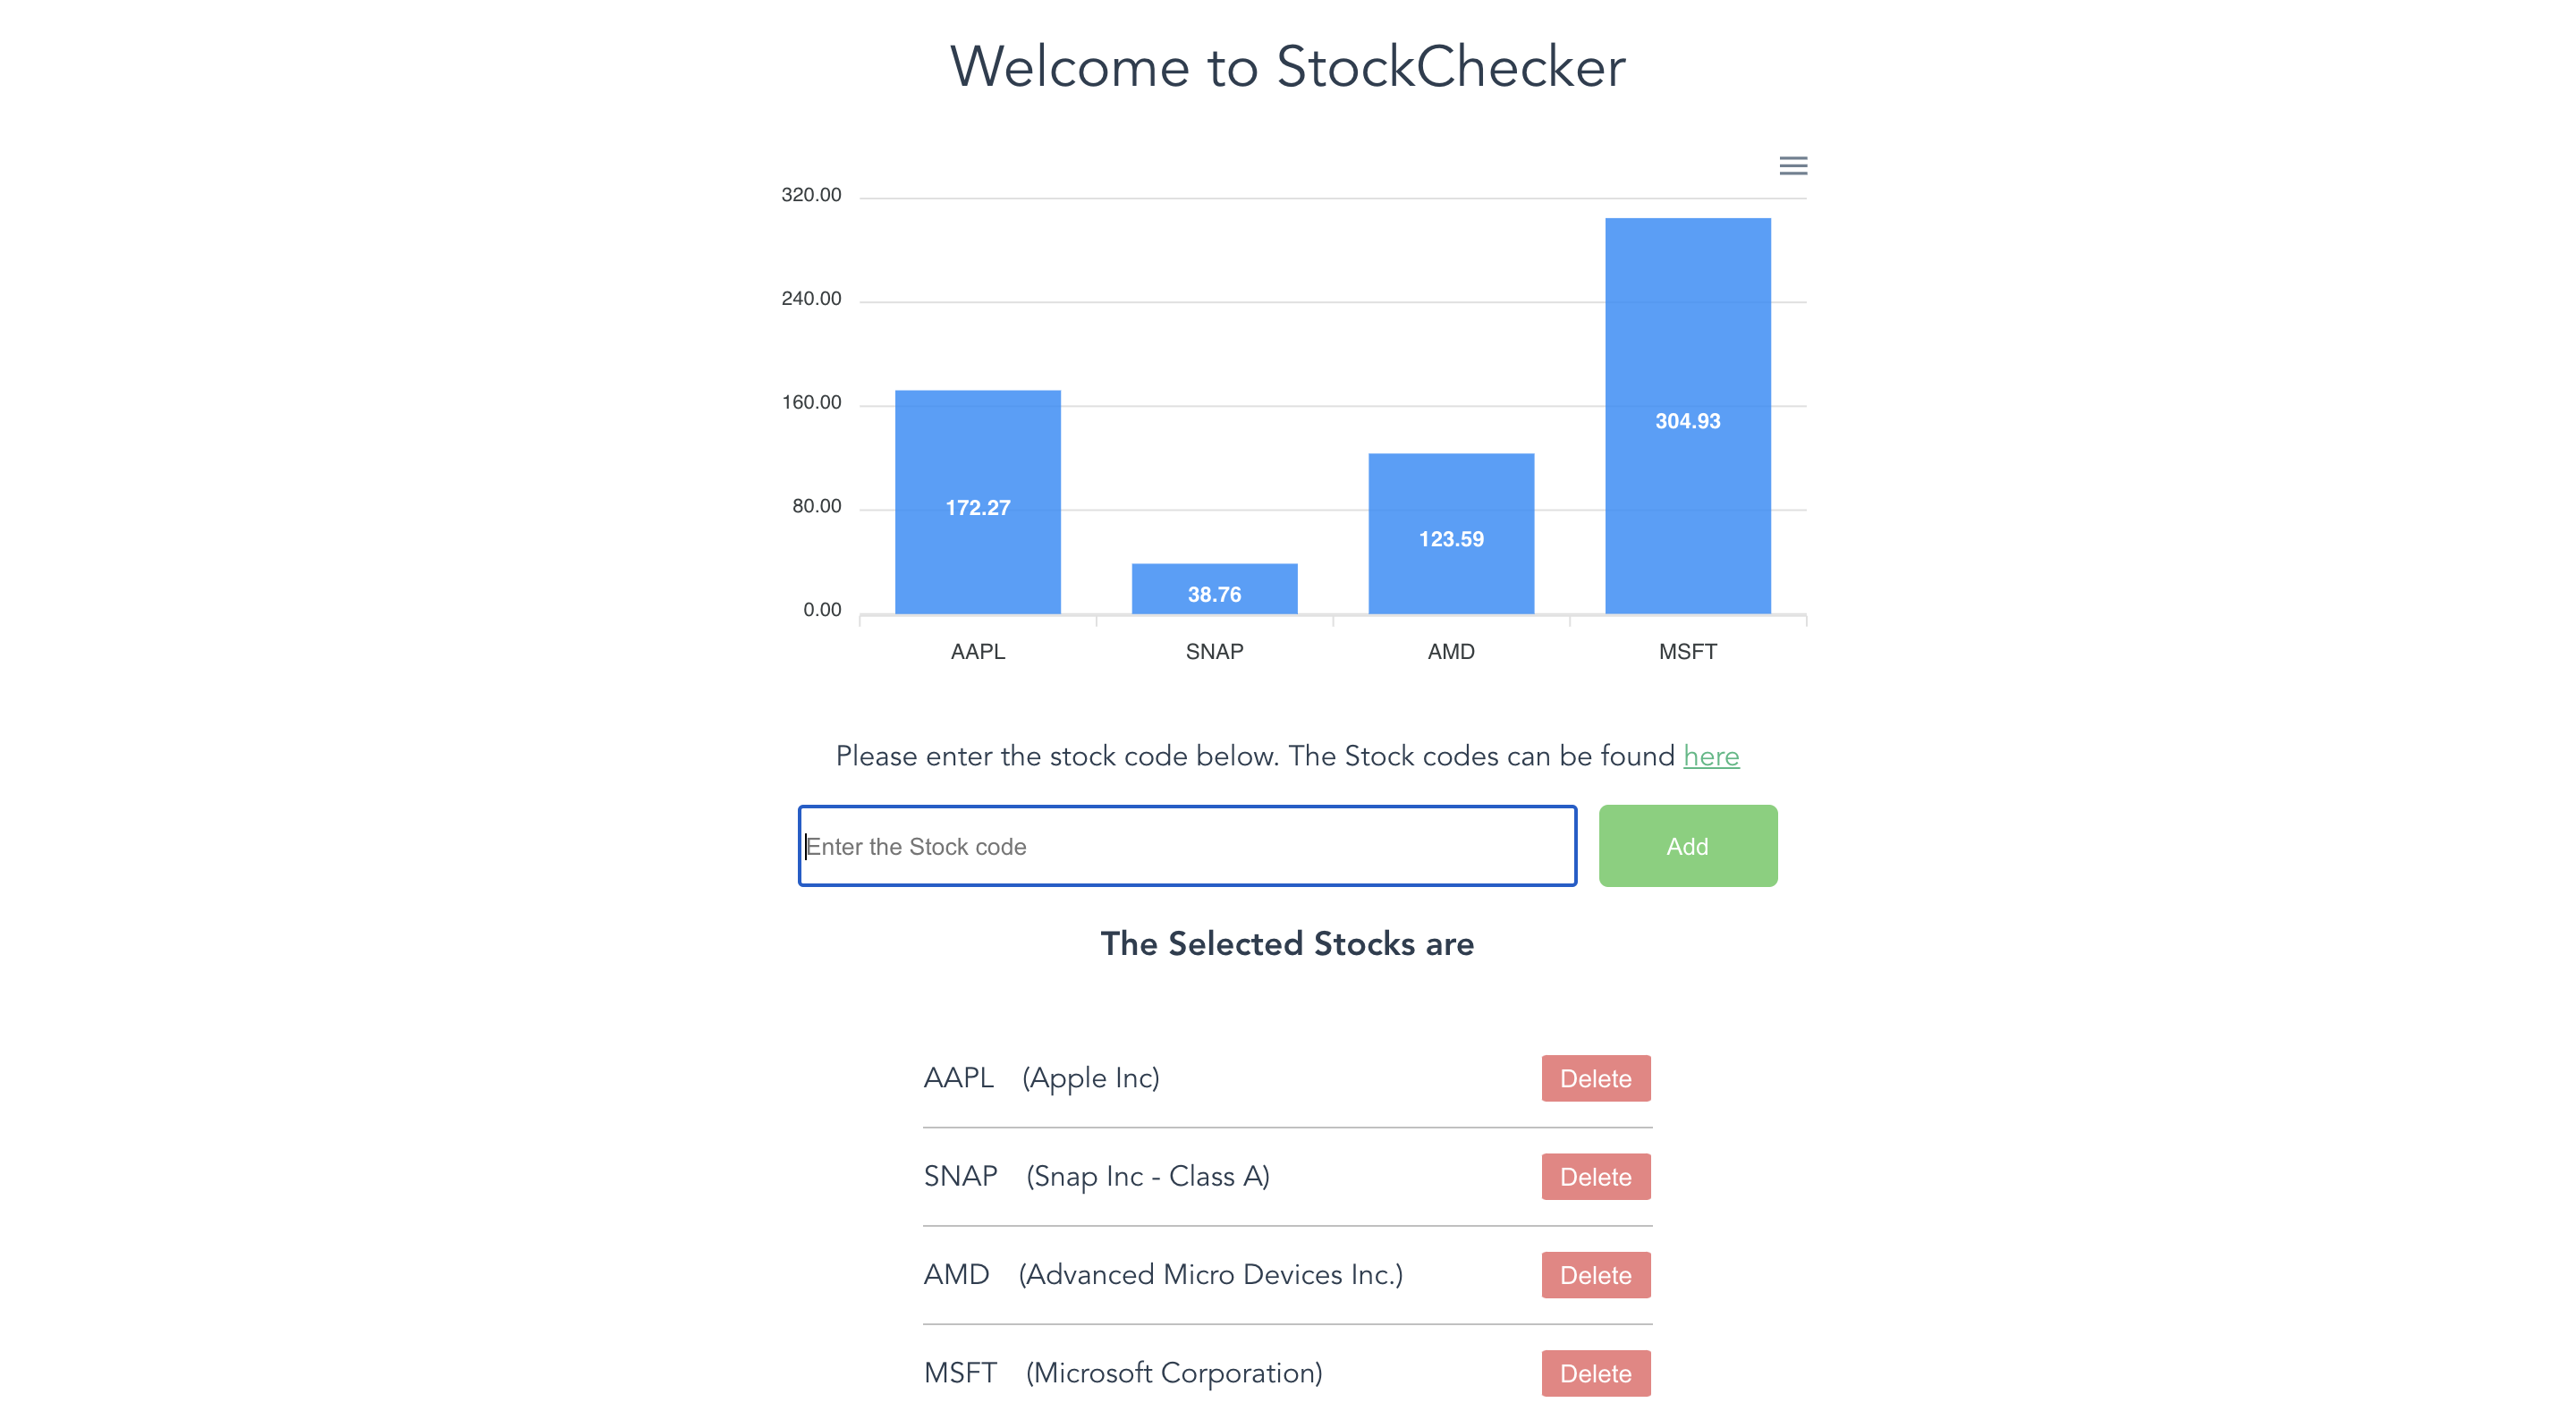 Welcome to StockChecker
320.00
240.00
160.00
80.00
0.00
172.27
38.76
123.59
304.93
AAPL SNAP AMD MSFT
Please enter the stock code below. The Stock codes can be found here
Enter the Stock code Add
The Selected Stocks are
AAPL (Apple Inc) Delete
SNAP (Snap Inc - Class A) Delete
AMD (Advanced Micro Devices Inc.) Delete
MSFT (Microsoft Corporation) Delete